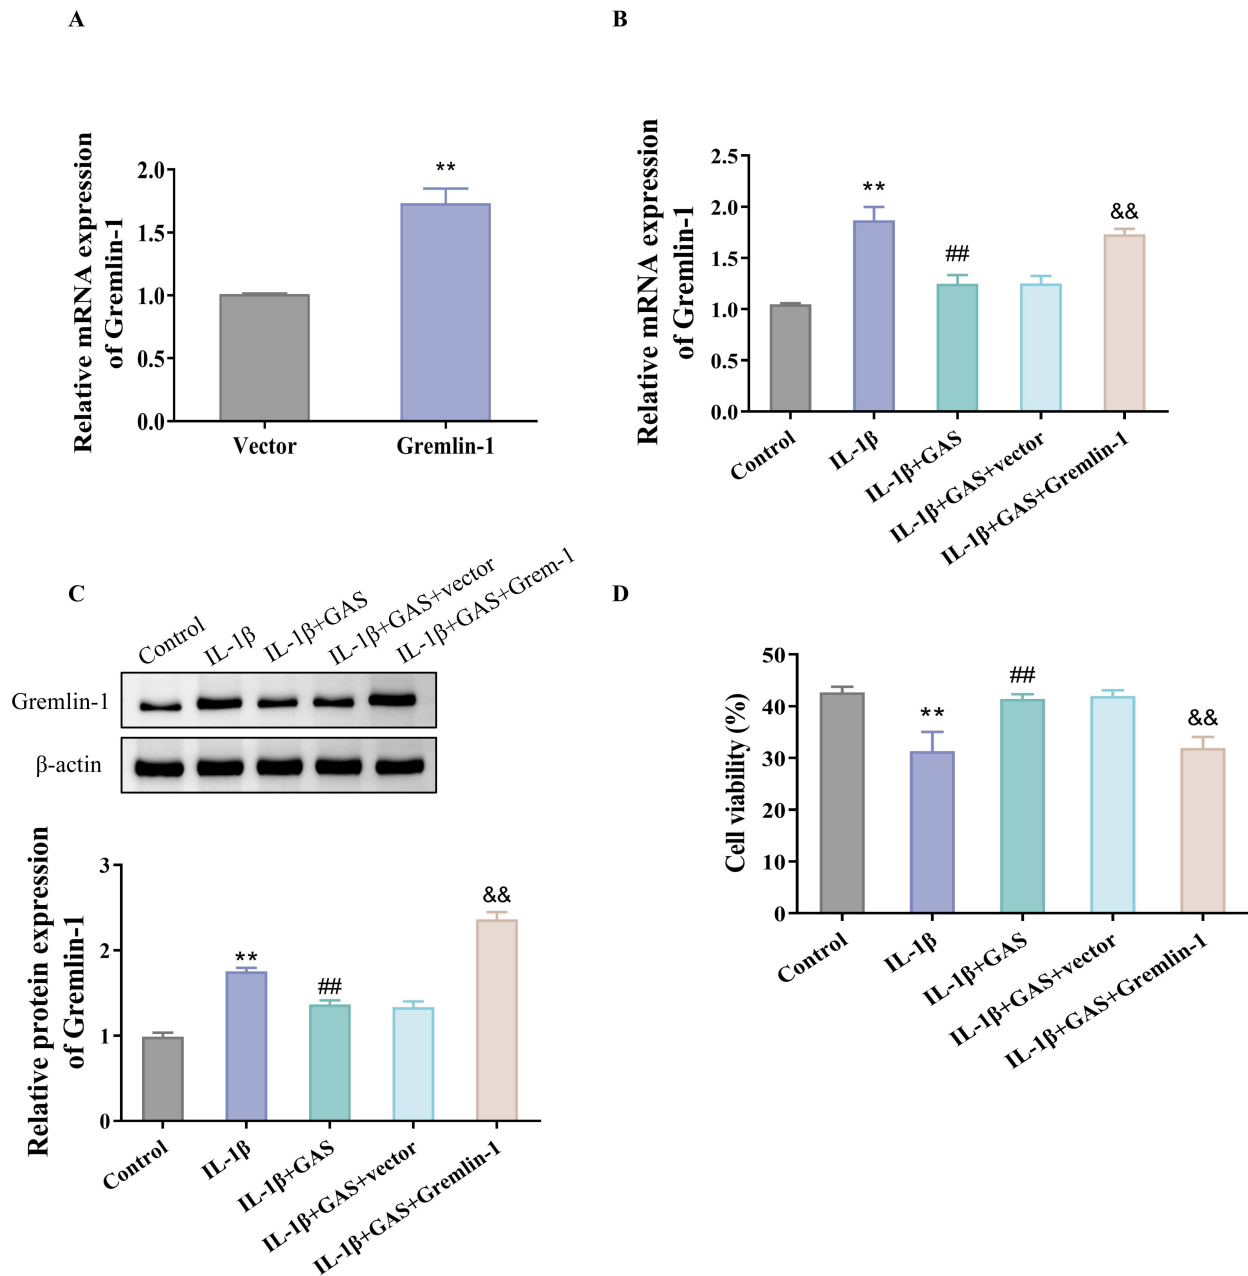 A
Relative mRNA expression
of Gremlin-1
2.0
1.5
1.0
0.5
0.0
**
Vector
Gremlin-1
B
Relative mRNA expression
of Gremlin-1
2.5
2.0
1.5
1.0
0.5
0.0
**
##
&&
Control
IL-1β
IL-1β+GAS
IL-1β+GAS+vector
IL-1β+GAS+Gremlin-1
C
Control
IL-1β
IL-1β+GAS
IL-1β+GAS+vector
IL-1β+GAS+Grem-1
Gremlin-1
β-actin
Relative protein expression
of Gremlin-1
3
2
1
0
**
##
&&
Control
IL-1β
IL-1β+GAS
IL-1β+GAS+vector
IL-1β+GAS+Gremlin-1
D
Cell viability (%)
50
40
30
20
10
0
**
##
&&
Control
IL-1β
IL-1β+GAS
IL-1β+GAS+vector
IL-1β+GAS+Gremlin-1